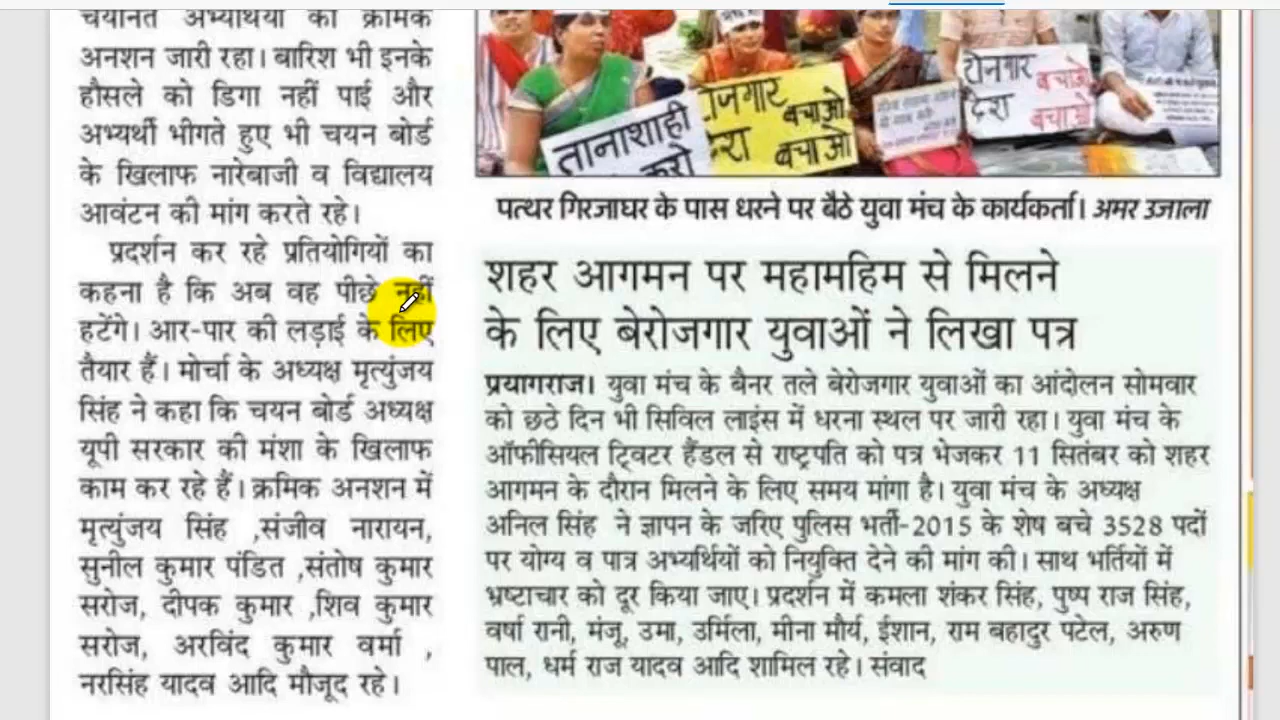 चयनित अभ्यर्थियों का क्रमिक
अनशन जारी रहा। बारिश भी इनके
हौसले को डिगा नहीं पाई और
अभ्यर्थी भीगते हुए भी चयन बोर्ड
के खिलाफ नारेबाजी व विद्यालय
आवंटन की मांग करते रहे।
प्रदर्शन कर रहे प्रतियोगियों का
कहना है कि अब वह पीछे नहीं
हटेंगे। आर-पार की लड़ाई के लिए
तैयार हैं। मोर्चा के अध्यक्ष मृत्युंजय
सिंह ने कहा कि चयन बोर्ड अध्यक्ष
यूपी सरकार की मंशा के खिलाफ
काम कर रहे हैं। क्रमिक अनशन में
मृत्युंजय सिंह ,संजीव नारायन,
सुनील कुमार पंडित ,संतोष कुमार
सरोज, दीपक कुमार ,शिव कुमार
सरोज, अरविंद कुमार वर्मा ,
नरसिंह यादव आदि मौजूद रहे।
तानाशाही
करो
रोजगार
बचाओ
देश
बचाओ
रोजगार
बचाओ
देश
बचाओ
पत्थर गिरजाघर के पास धरने पर बैठे युवा मंच के कार्यकर्ता। अमर उजाला
शहर आगमन पर महामहिम से मिलने
के लिए बेरोजगार युवाओं ने लिखा पत्र
प्रयागराज। युवा मंच के बैनर तले बेरोजगार युवाओं का आंदोलन सोमवार
को छठे दिन भी सिविल लाइंस में धरना स्थल पर जारी रहा। युवा मंच के
ऑफीसियल ट्विटर हैंडल से राष्ट्रपति को पत्र भेजकर 11 सितंबर को शहर
आगमन के दौरान मिलने के लिए समय मांगा है। युवा मंच के अध्यक्ष
अनिल सिंह ने ज्ञापन के जरिए पुलिस भर्ती-2015 के शेष बचे 3528 पदों
पर योग्य व पात्र अभ्यर्थियों को नियुक्ति देने की मांग की। साथ भर्तियों में
भ्रष्टाचार को दूर किया जाए। प्रदर्शन में कमला शंकर सिंह, पुष्प राज सिंह,
वर्षा रानी, मंजू, उमा, उर्मिला, मीना मौर्य, ईशान, राम बहादुर पटेल, अरुण
पाल, धर्म राज यादव आदि शामिल रहे। संवाद